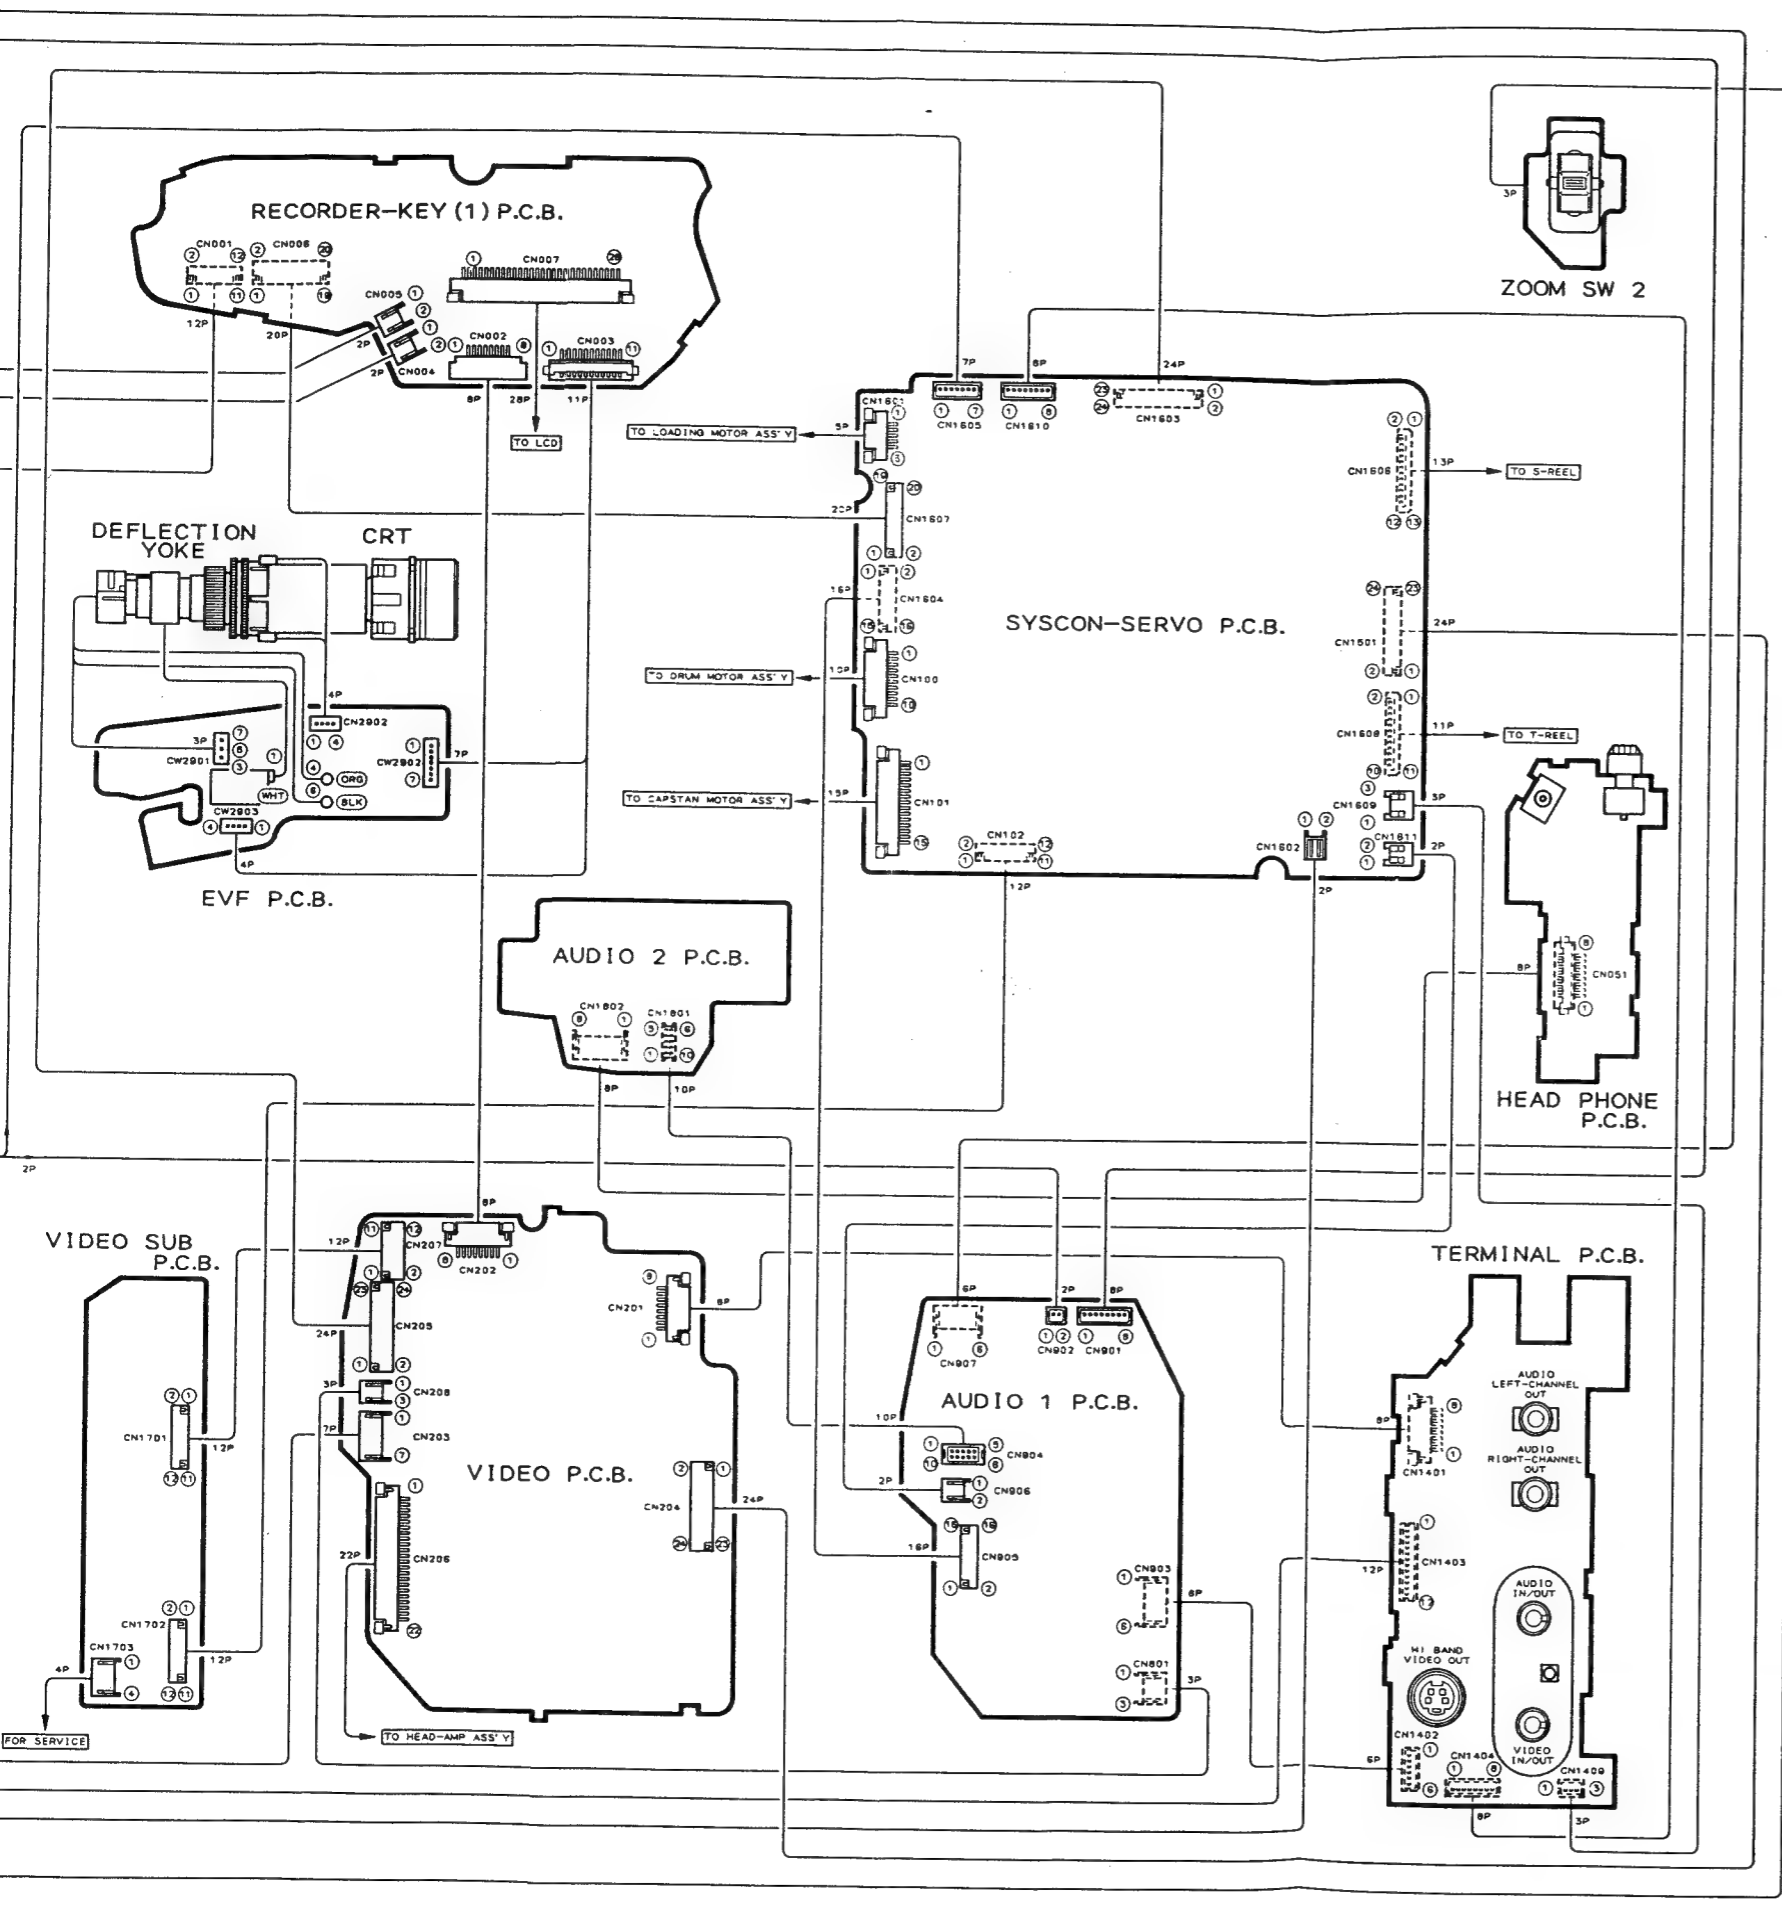 RECORDER-KEY (1) P.C.B.
CN001
CN006
CN007
CN005
CN004
CN002
CN003
12P
20P
2P
2P
8P
28P
11P
TO LCD
ZOOM SW 2
3P
7P
24P
CN1605
CN1610
CN1603
CN1601
TO LOADING MOTOR ASS'Y
5P
CN1607
CN1606
13P
TO S-REEL
DEFLECTION
YOKE
CRT
16P
CN1604
SYSCON-SERVO P.C.B.
CN1501
24P
TO DRUM MOTOR ASS'Y
10P
CN100
CN1608
11P
TO T-REEL
4P
CN2902
3P
CW2901
CW2902
7P
ORG
WHT
BLK
CW2903
4P
EVF P.C.B.
TO CAPSTAN MOTOR ASS'Y
15P
CN101
CN102
12P
CN1602
2P
CN1609
3P
CN1611
2P
AUDIO 2 P.C.B.
CN1802
CN1801
8P
10P
8P
CN051
HEAD PHONE
P.C.B.
2P
VIDEO SUB
P.C.B.
CN1701
12P
CN1702
12P
CN1703
4P
FOR SERVICE
8P
12P
CN207
CN202
CN205
24P
CN201
3P
CN208
7P
CN203
VIDEO P.C.B.
CN204
24P
22P
CN206
TO HEAD-AMP ASS'Y
6P
2P
8P
CN907
CN902
CN901
AUDIO 1 P.C.B.
10P
CN904
2P
CN906
16P
CN905
CN903
6P
CN801
3P
TERMINAL P.C.B.
AUDIO
LEFT-CHANNEL
OUT
AUDIO
RIGHT-CHANNEL
OUT
8P
CN1401
12P
CN1403
AUDIO
IN/OUT
HI BAND
VIDEO OUT
CN1402
6P
CN1404
VIDEO
IN/OUT
CN1409
8P
3P